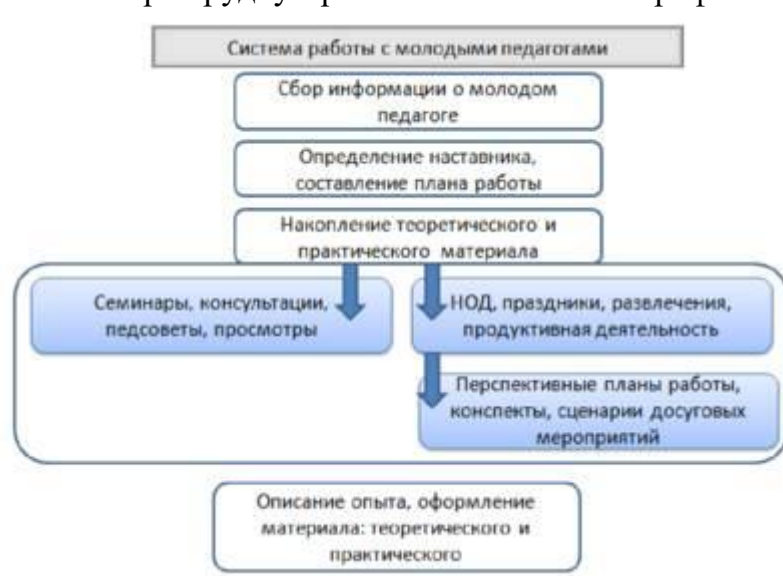 Система работы с молодыми педагогами
Сбор информации о молодом
педагоге
Определение наставника,
составление плана работы
Накопление теоретического и
практического материала
Семинары, консультации,
педсоветы, просмотры
НОД, праздники, развлечения,
продуктивная деятельность
Перспективные планы работы,
конспекты, сценарии досуговых
мероприятий
Описание опыта, оформление
материала: теоретического и
практического